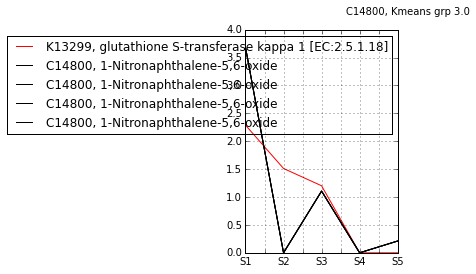 C14800, Kmeans grp 3.0
4.0
K13299, glutathione S-transferase kappa 1 [EC:2.5.1.18]
C14800, 1-Nitronaphthalene-5,6-oxide
C14800, 1-Nitronaphthalene-5,6-oxide
C14800, 1-Nitronaphthalene-5,6-oxide
C14800, 1-Nitronaphthalene-5,6-oxide
3.5
3.0
2.5
2.0
1.5
1.0
0.5
0.0
S1 S2 S3 S4 S5